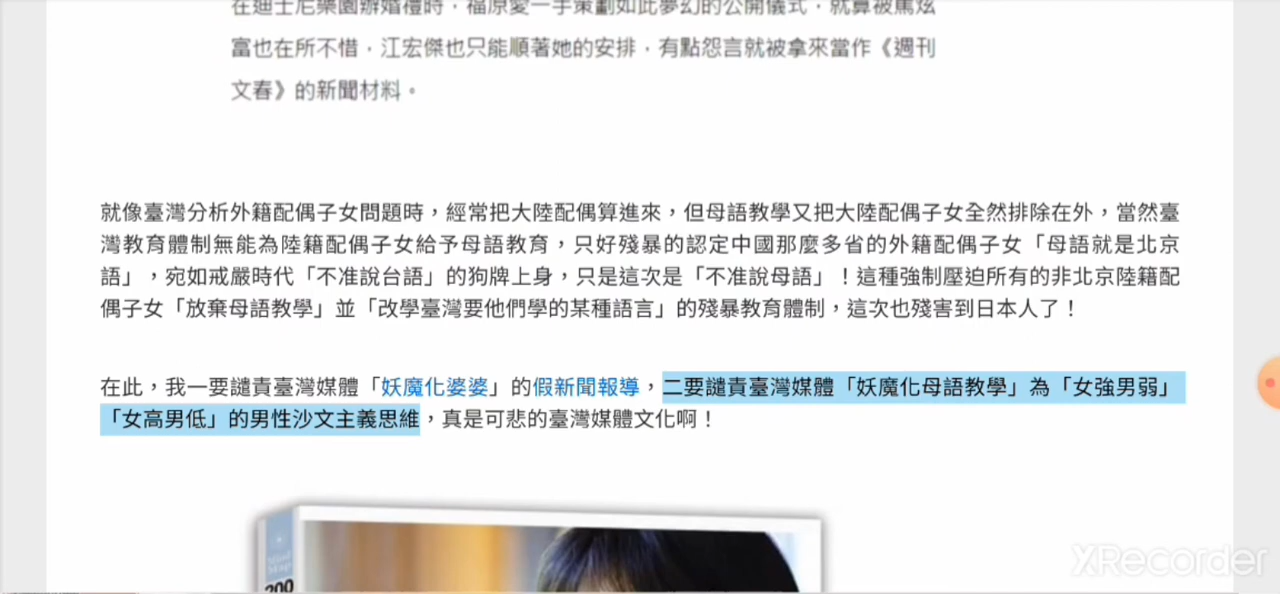 在迪士尼樂園辦婚禮時，福原愛一手策劃如此夢幻的公開儀式，就算被罵炫
富也在所不惜，江宏傑也只能順著她的安排，有點怨言就被拿來當作《週刊
文春》的新聞材料。
就像臺灣分析外籍配偶子女問題時，經常把大陸配偶算進來，但母語教學又把大陸配偶子女全然排除在外，當然臺
灣教育體制無能為陸籍配偶子女給予母語教育，只好殘暴的認定中國那麼多省的外籍配偶子女「母語就是北京
語」，宛如戒嚴時代「不准說台語」的狗牌上身，只是這次是「不准說母語」！這種強制壓迫所有的非北京陸籍配
偶子女「放棄母語教學」並「改學臺灣要他們學的某種語言」的殘暴教育體制，這次也殘害到日本人了！
在此，我一要譴責臺灣媒體「妖魔化婆婆」的假新聞報導，二要譴責臺灣媒體「妖魔化母語教學」為「女強男弱」
「女高男低」的男性沙文主義思維，真是可悲的臺灣媒體文化啊！
200
XRecorder